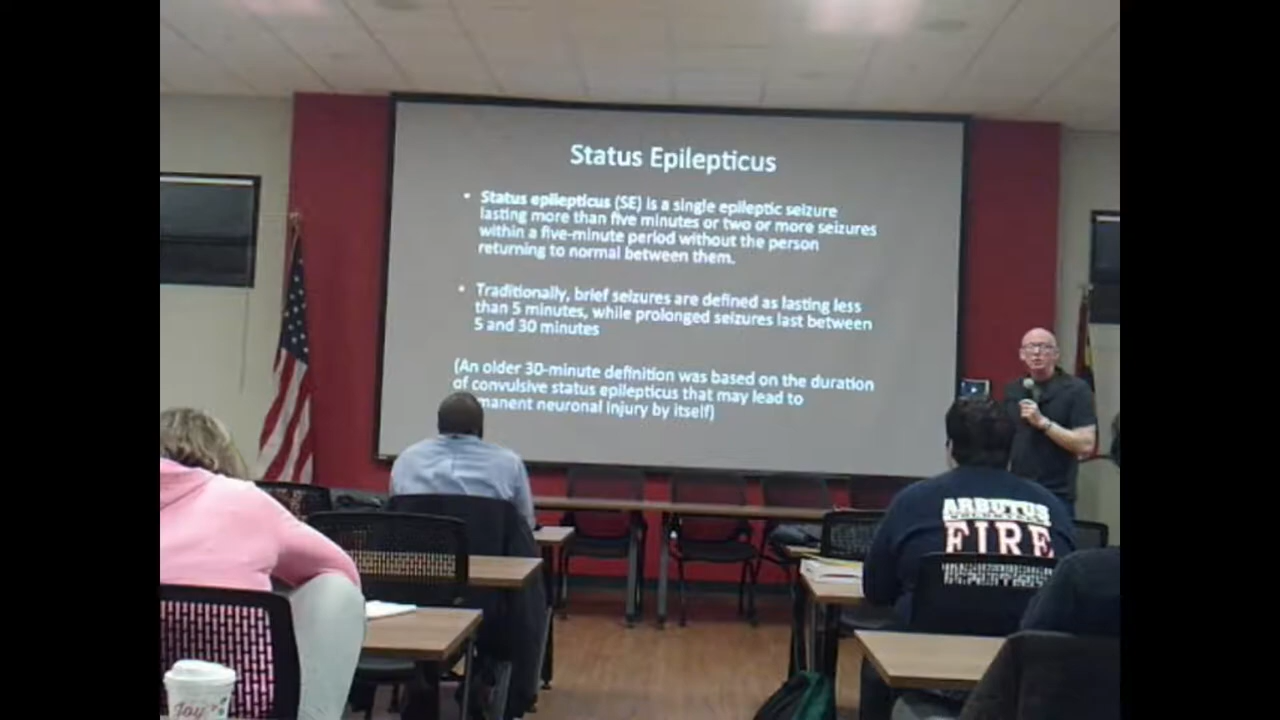 Status Epilepticus
• Status epilepticus (SE) is a single epileptic seizure
lasting more than five minutes or two or more seizures
within a five-minute period without the person
returning to normal between them.
• Traditionally, brief seizures are defined as lasting less
than 5 minutes, while prolonged seizures last between
5 and 30 minutes
(An older 30-minute definition was based on the duration
of convulsive status epilepticus that may lead to
manent neuronal injury by itself)
ARBUTUS
FIRE
Joy